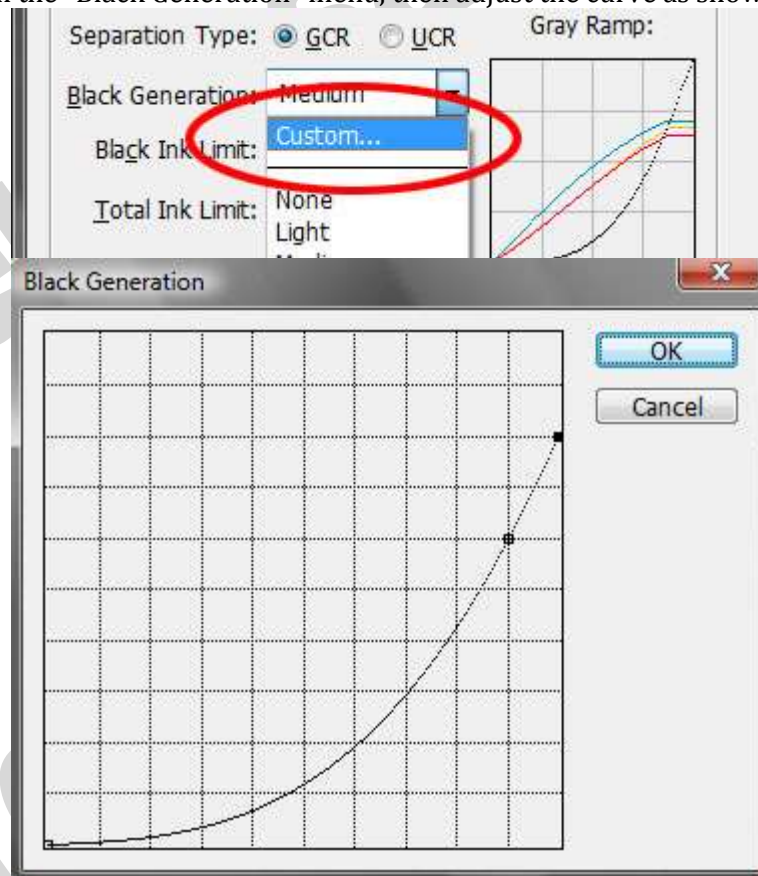 Separation Type: GCR UCR Gray Ramp:
Black Generation: Medium
Custom...
Black Ink Limit:
Total Ink Limit: None
Light
Black Generation
OK
Cancel